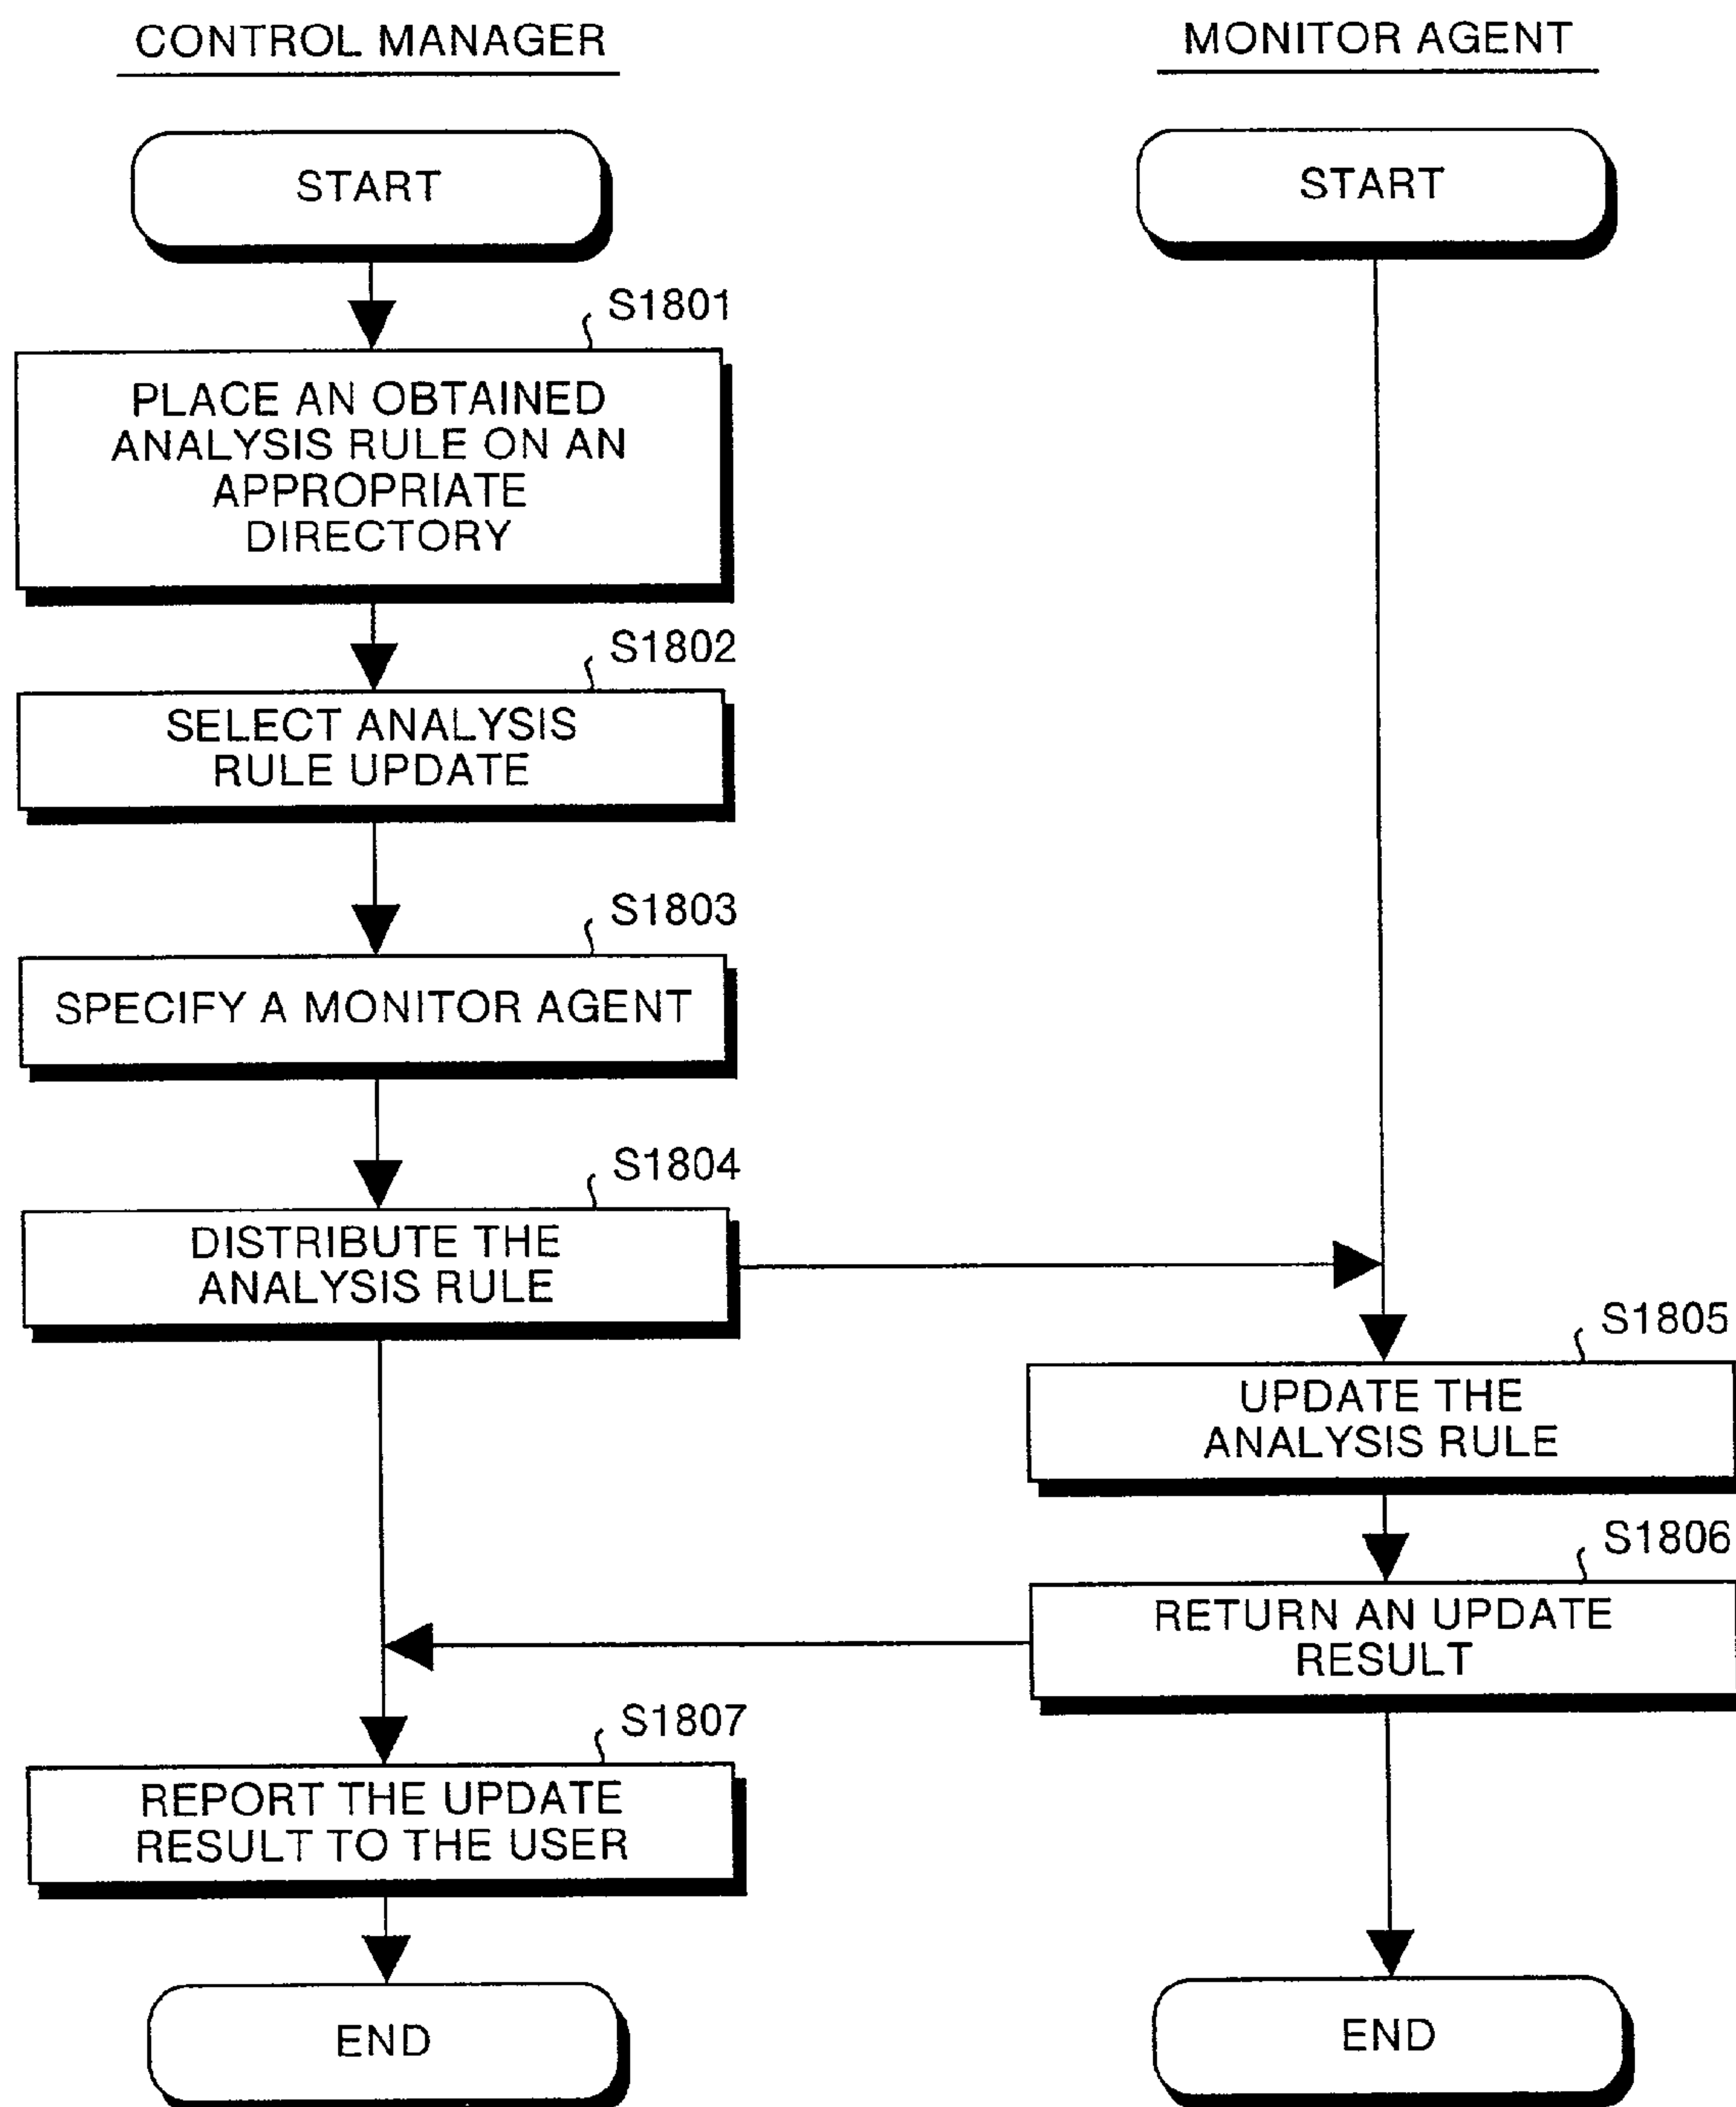 CONTROL MANAGER
MONITOR AGENT
START
START
S1801
PLACE AN OBTAINED
ANALYSIS RULE ON AN
APPROPRIATE
DIRECTORY
S1802
SELECT ANALYSIS
RULE UPDATE
S1803
SPECIFY A MONITOR AGENT
S1804
DISTRIBUTE THE
ANALYSIS RULE
S1805
UPDATE THE
ANALYSIS RULE
S1806
RETURN AN UPDATE
RESULT
S1807
REPORT THE UPDATE
RESULT TO THE USER
END
END